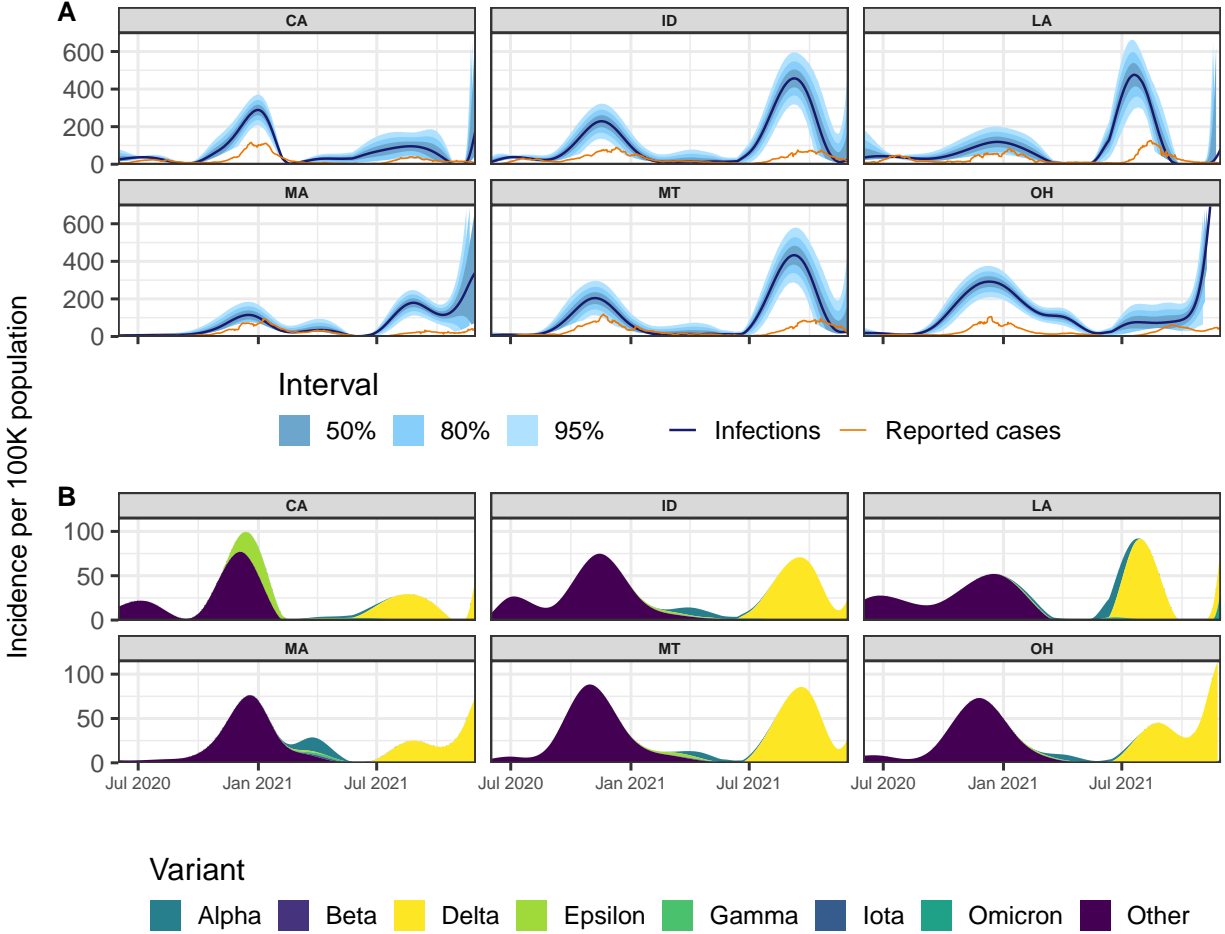 A
CA
ID
LA
600
400
200
0
MA
MT
OH
600
400
200
0
Incidence per 100K population
Interval
50% 80% 95% Infections Reported cases
B
CA
ID
LA
100
50
0
MA
MT
OH
100
50
0
Jul 2020 Jan 2021 Jul 2021 Jul 2020 Jan 2021 Jul 2021 Jul 2020 Jan 2021 Jul 2021
Variant
Alpha Beta Delta Epsilon Gamma Iota Omicron Other